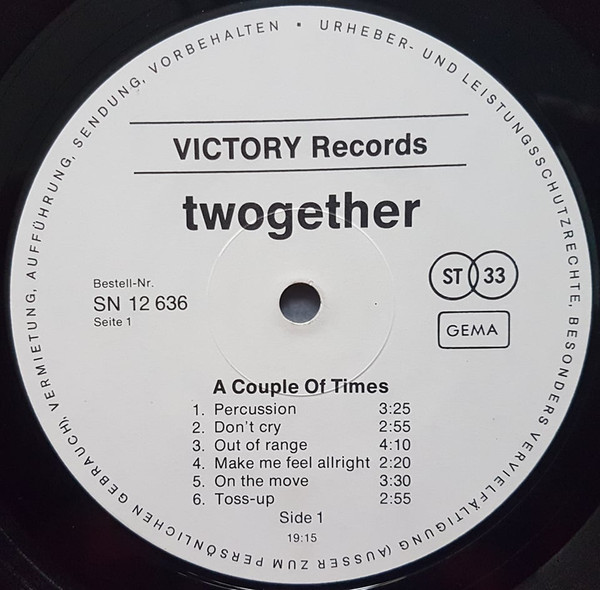 URHEBER- UND LEISTUNGSSCHUTZRECHTE, BESONDERS VERVIELFÄLTIGUNG (AUSSER ZUM PERSÖNLICHEN GEBRAUCH), VERMIETUNG, AUFFÜHRUNG, SENDUNG, VORBEHALTEN •
VICTORY Records
twogether
ST 33
Bestell-Nr.
SN 12 636
Seite 1
GEMA
A Couple Of Times
1. Percussion 3:25
2. Don't cry 2:55
3. Out of range 4:10
4. Make me feel allright 2:20
5. On the move 3:30
6. Toss-up 2:55
Side 1
19:15